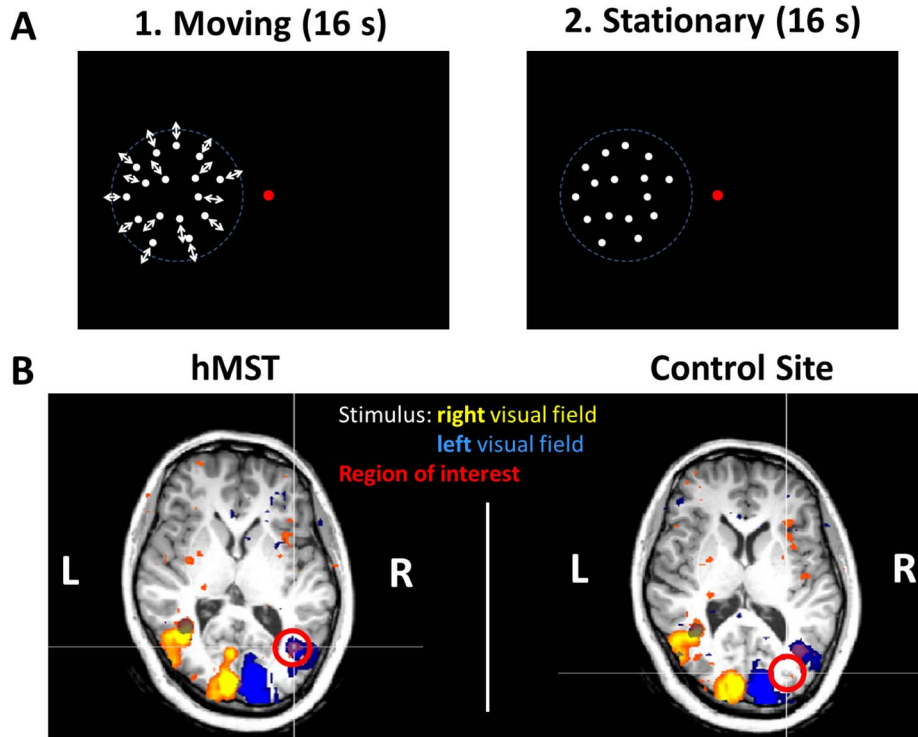 A
1. Moving (16 s)
2. Stationary (16 s)
B
hMST
Control Site
Stimulus: right visual field
left visual field
Region of interest
L
R
L
R